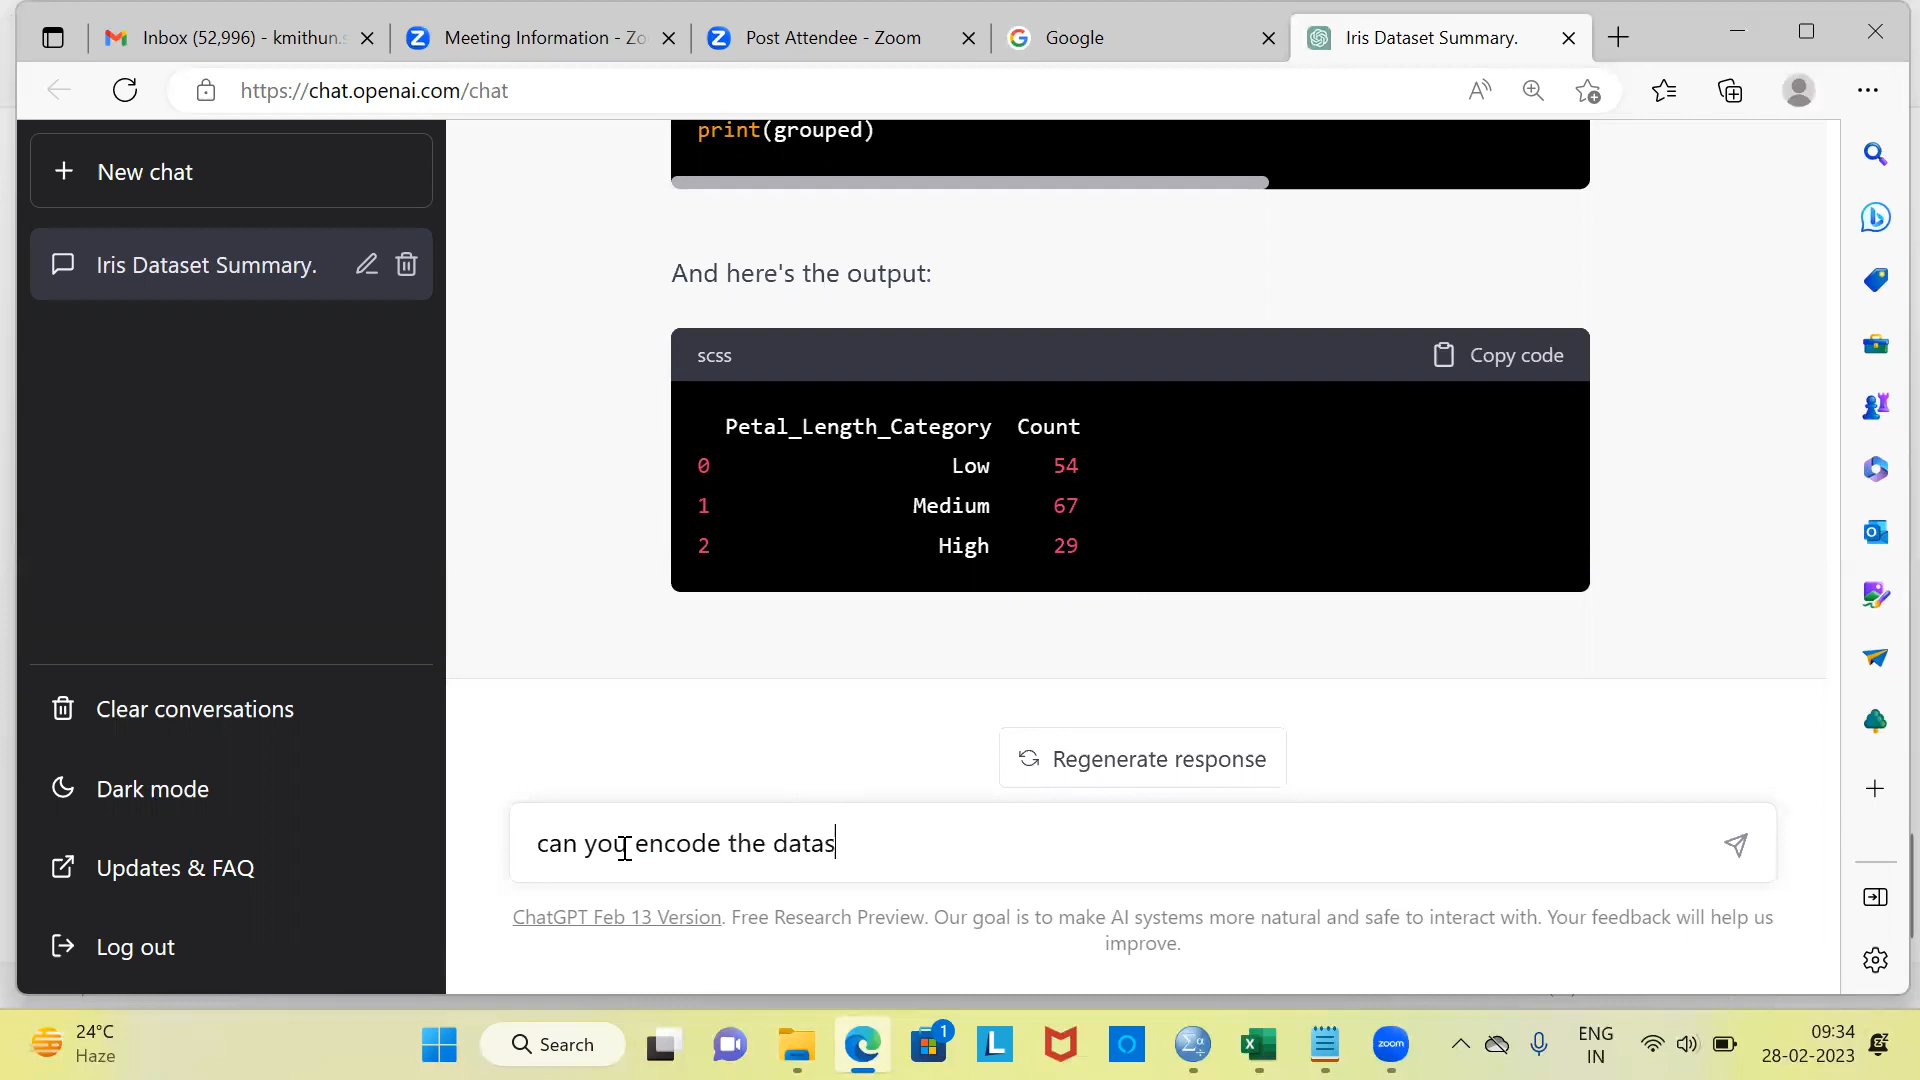 Inbox (52,996) - kmithun.s
Meeting Information - Zo
Post Attendee - Zoom
Google
Iris Dataset Summary.
https://chat.openai.com/chat
New chat
Iris Dataset Summary.
Clear conversations
Dark mode
Updates & FAQ
Log out
print(grouped)
And here's the output:
scss
Copy code
Petal_Length_Category Count
0 Low 54
1 Medium 67
2 High 29
Regenerate response
can you encode the datas
ChatGPT Feb 13 Version. Free Research Preview. Our goal is to make AI systems more natural and safe to interact with. Your feedback will help us
improve.
24°C
Haze
Search
1
L
zoom
ENG
IN
09:34
28-02-2023